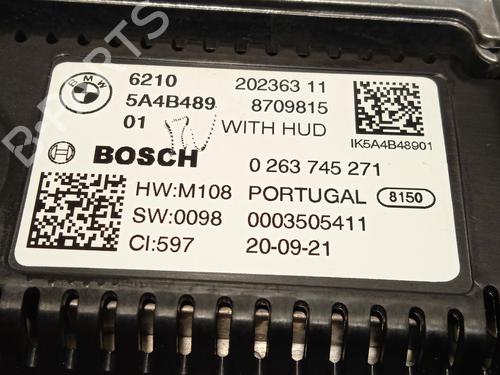 BMW
6210 202363 11
5A4B489 8709815
01 WITH HUD
IK5A4B48901
BOSCH 0 263 745 271
HW:M108 PORTUGAL 8150
SW:0098 0003505411
CI:597 20-09-21
B-PARTS